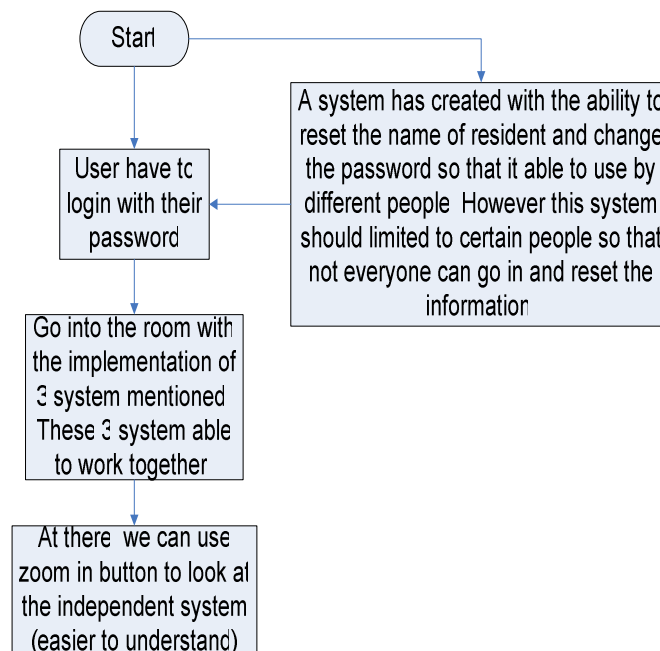 Start
A system has created with the ability to
reset the name of resident and change
the password so that it able to use by
different people However this system
should limited to certain people so that
not everyone can go in and reset the
information
User have to
login with their
password
Go into the room with
the implementation of
3 system mentioned
These 3 system able
to work together
At there we can use
zoom in button to look at
the independent system
(easier to understand)